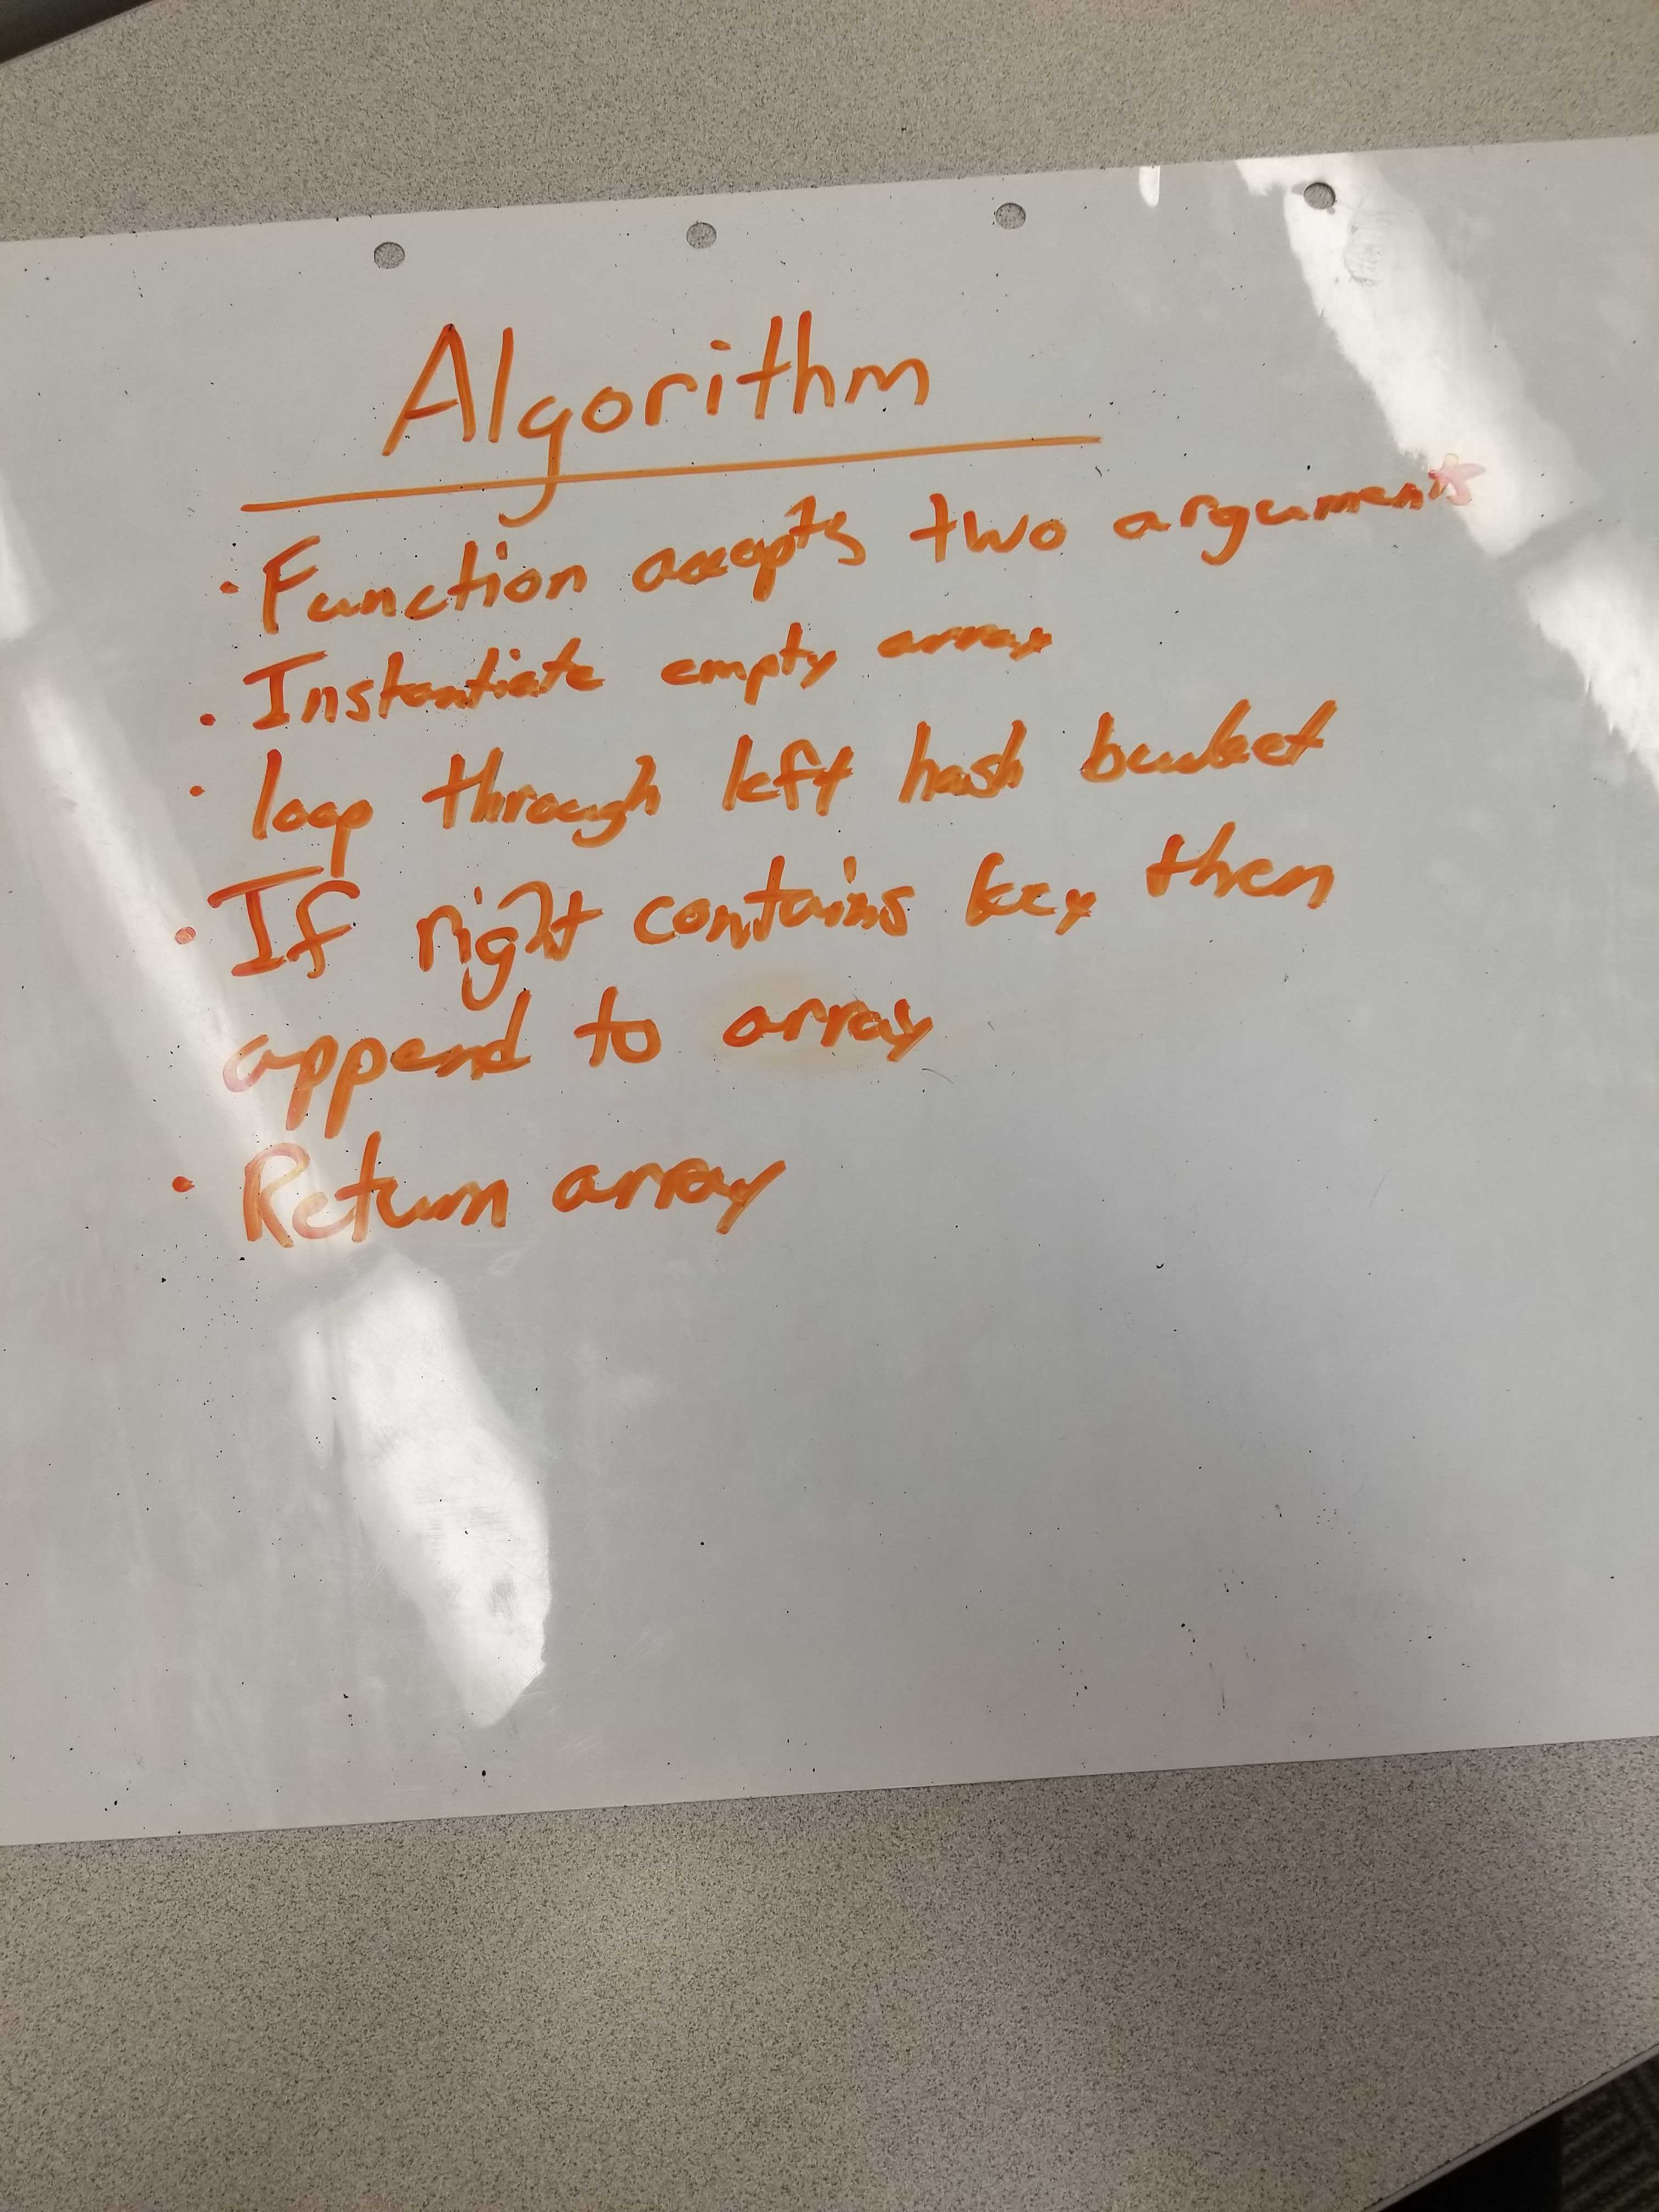 Algorithm
· Function accepts two arguments
· Instantiate empty array
· loop through left hash bucket
· If right contains key then
append to array
· Return array